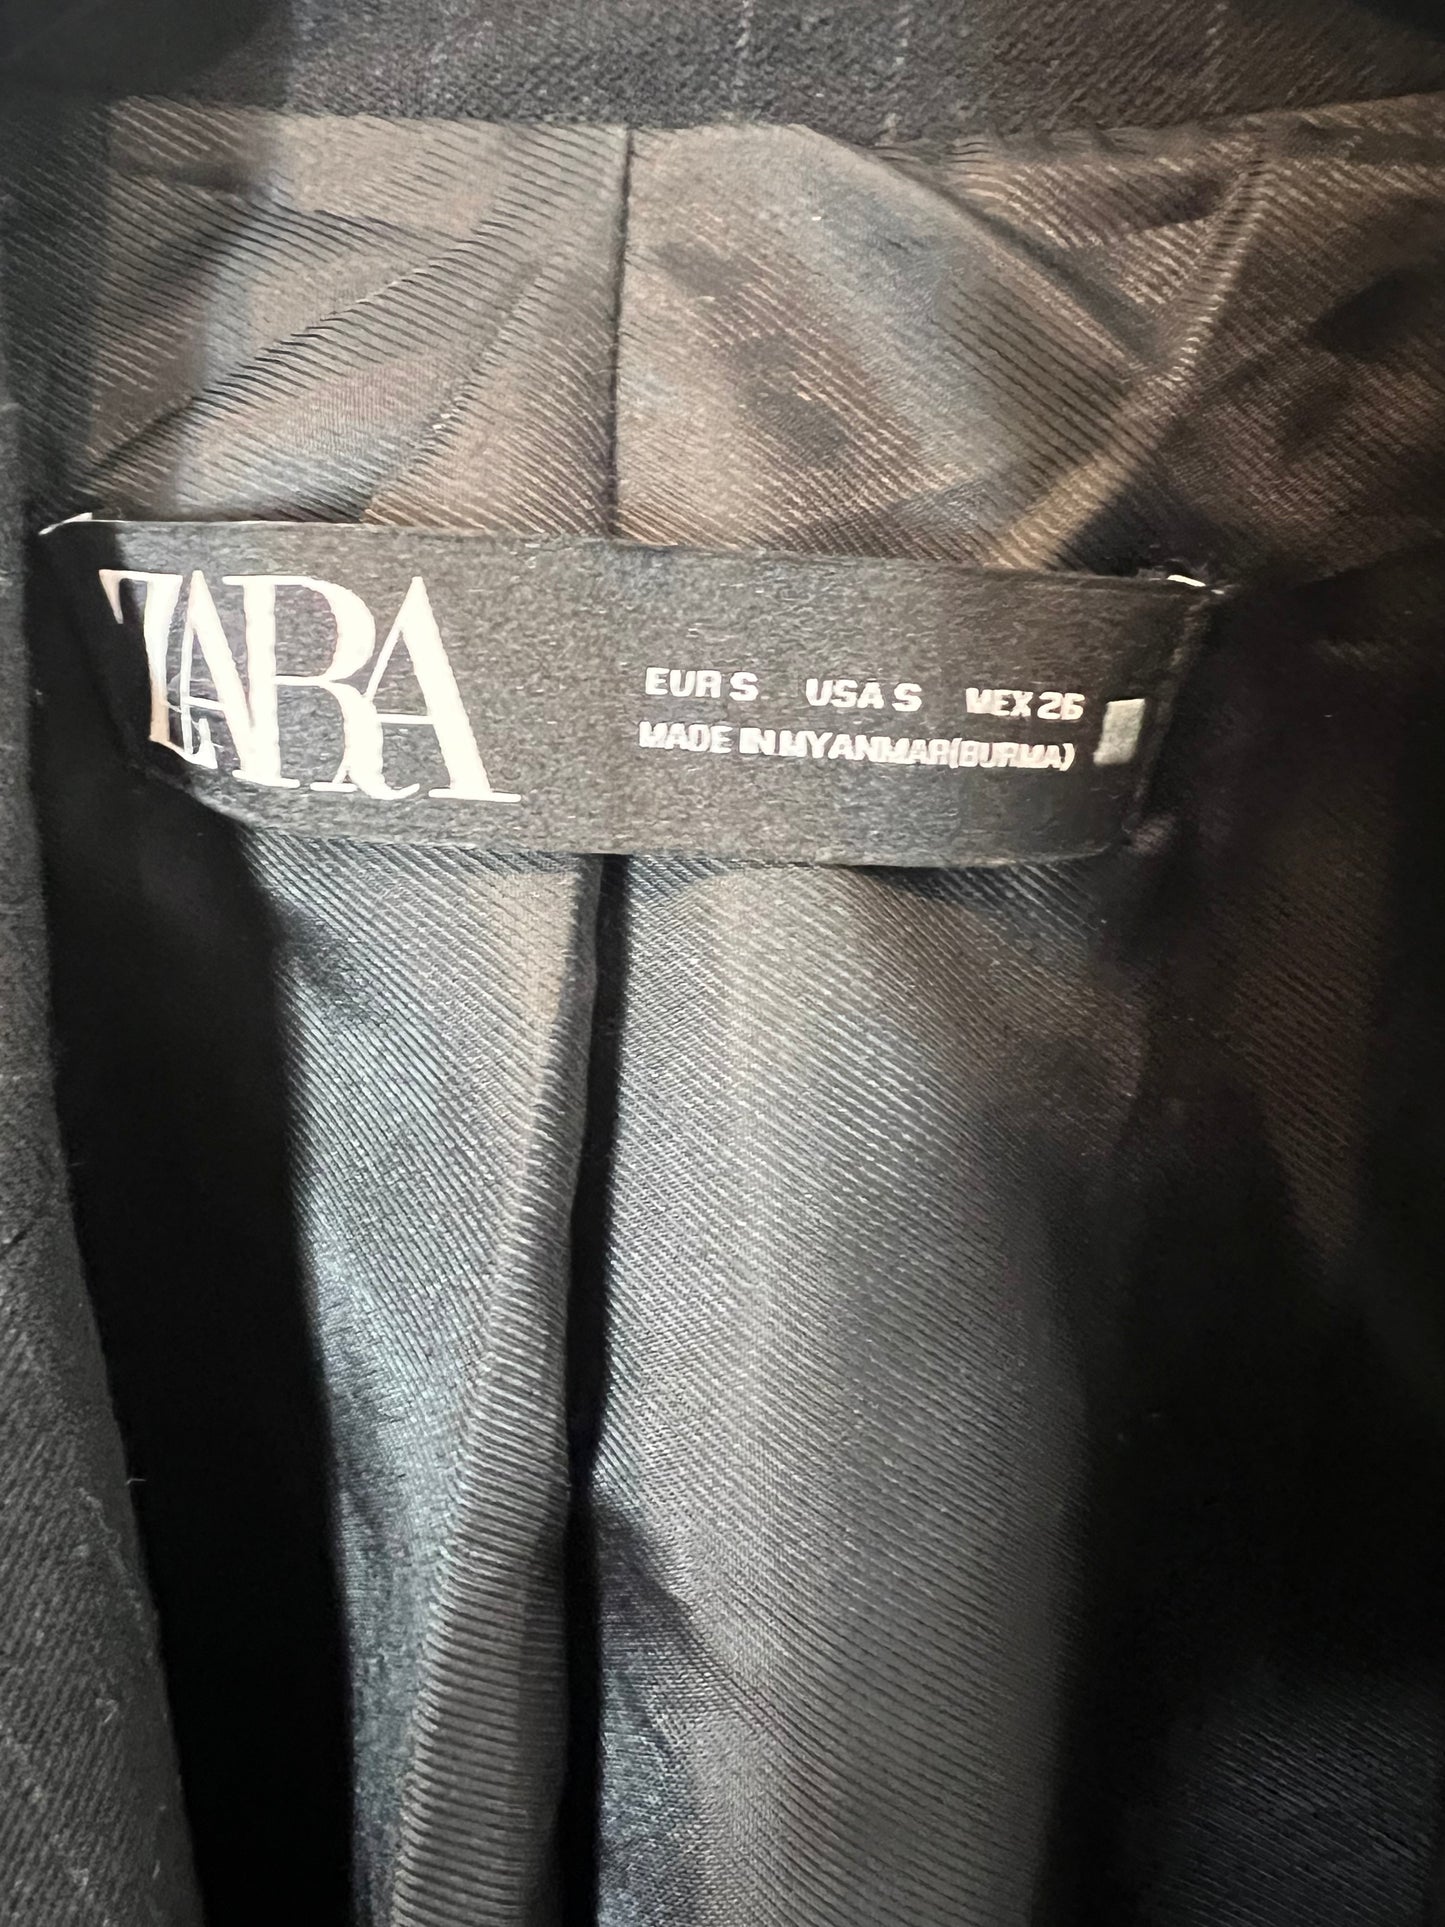 ZARA
EUR S USA S MEX 26
MADE IN MYANMAR(BURMA)